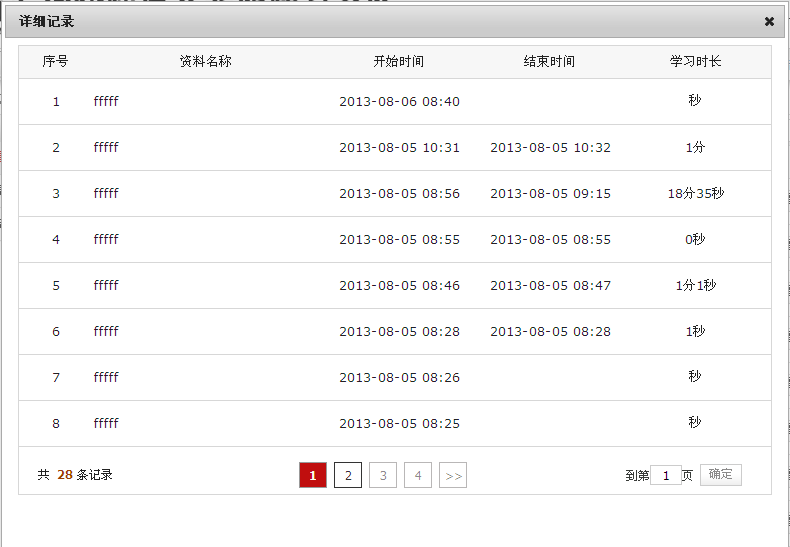 详细记录 ✖
序号 资料名称 开始时间 结束时间 学习时长
1 fffff 2013-08-06 08:40 秒
2 fffff 2013-08-05 10:31 2013-08-05 10:32 1分
3 fffff 2013-08-05 08:56 2013-08-05 09:15 18分35秒
4 fffff 2013-08-05 08:55 2013-08-05 08:55 0秒
5 fffff 2013-08-05 08:46 2013-08-05 08:47 1分1秒
6 fffff 2013-08-05 08:28 2013-08-05 08:28 1秒
7 fffff 2013-08-05 08:26 秒
8 fffff 2013-08-05 08:25 秒
共 28 条记录 1 2 3 4 >> 到第 1 页 确定